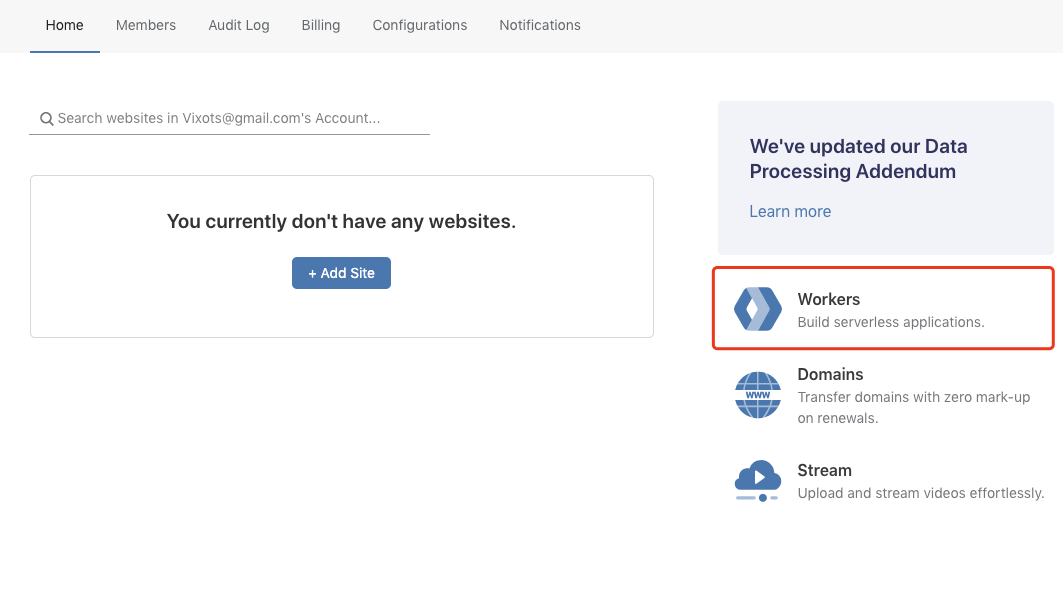 Home Members Audit Log Billing Configurations Notifications
Search websites in Vixots@gmail.com's Account...
You currently don't have any websites.
+ Add Site
We've updated our Data
Processing Addendum
Learn more
Workers
Build serverless applications.
WWW
Domains
Transfer domains with zero mark-up
on renewals.
Stream
Upload and stream videos effortlessly.